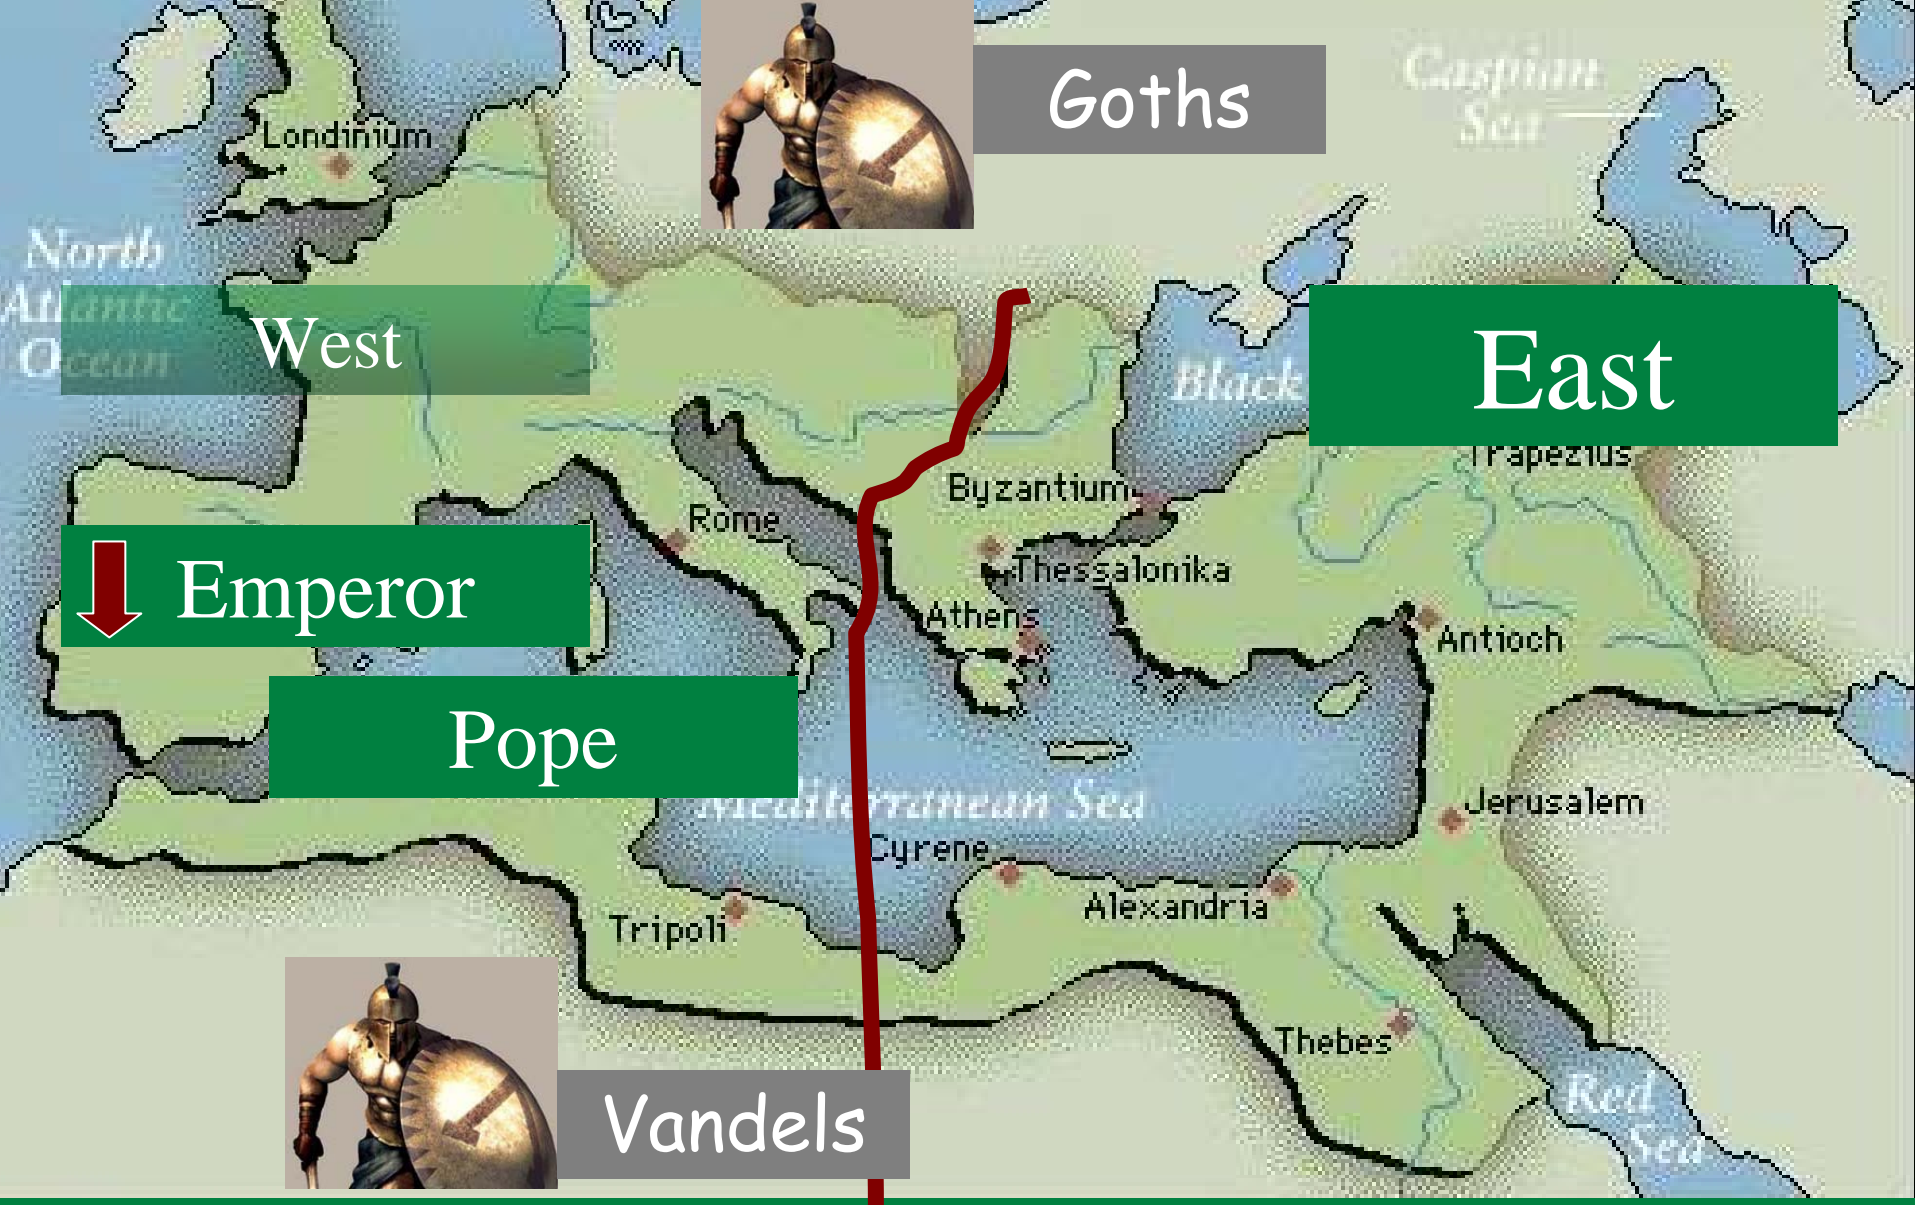 Goths
Caspian
Sea
Londinium
North
Atlantic
Ocean
West
East
Black
Trapezius
Byzantium
Rome
Emperor
Thessalonika
Athens
Antioch
Pope
Mediterranean Sea
Jerusalem
Cyrene
Alexandria
Tripoli
Thebes
Vandels
Red
Sea